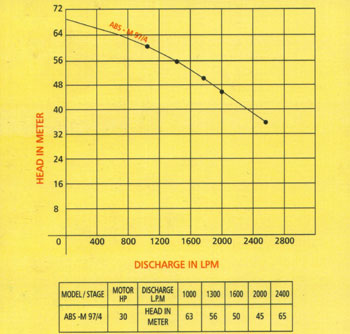 72
64
56
48
40
32
24
16
8
ABS - M 97/4
HEAD IN METER
0 400 800 1200 1600 2000 2400 2800
DISCHARGE IN LPM
MODEL / STAGE MOTOR HP DISCHARGE L.P.M 1000 1300 1600 2000 2400
ABS -M 97/4 30 HEAD IN METER 63 56 50 45 65